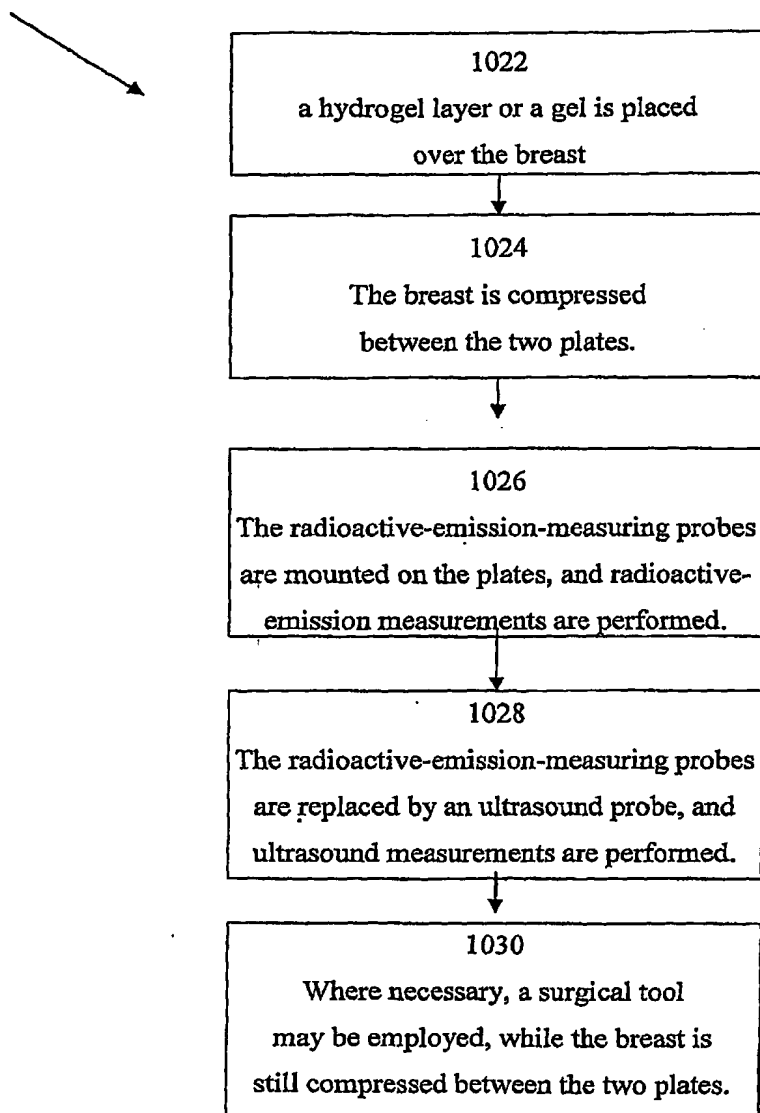 1022
a hydrogel layer or a gel is placed
over the breast
1024
The breast is compressed
between the two plates.
1026
The radioactive-emission-measuring probes
are mounted on the plates, and radioactive-
emission measurements are performed.
1028
The radioactive-emission-measuring probes
are replaced by an ultrasound probe, and
ultrasound measurements are performed.
1030
Where necessary, a surgical tool
may be employed, while the breast is
still compressed between the two plates.